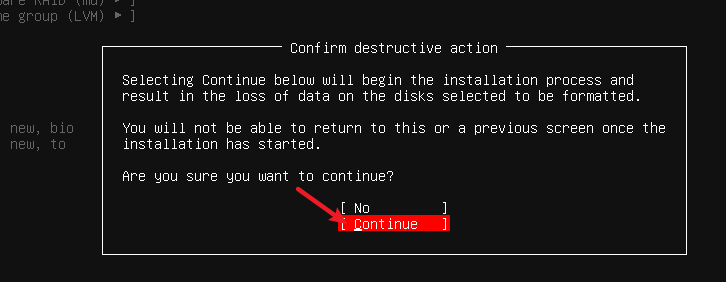 are RAID (md) ▸ ]
me group (LVM) ▸ ]
Confirm destructive action
Selecting Continue below will begin the installation process and
result in the loss of data on the disks selected to be formatted.
new, bio
You will not be able to return to this or a previous screen once the
new, to
installation has started.
Are you sure you want to continue?
[ No ]
[ Continue ]